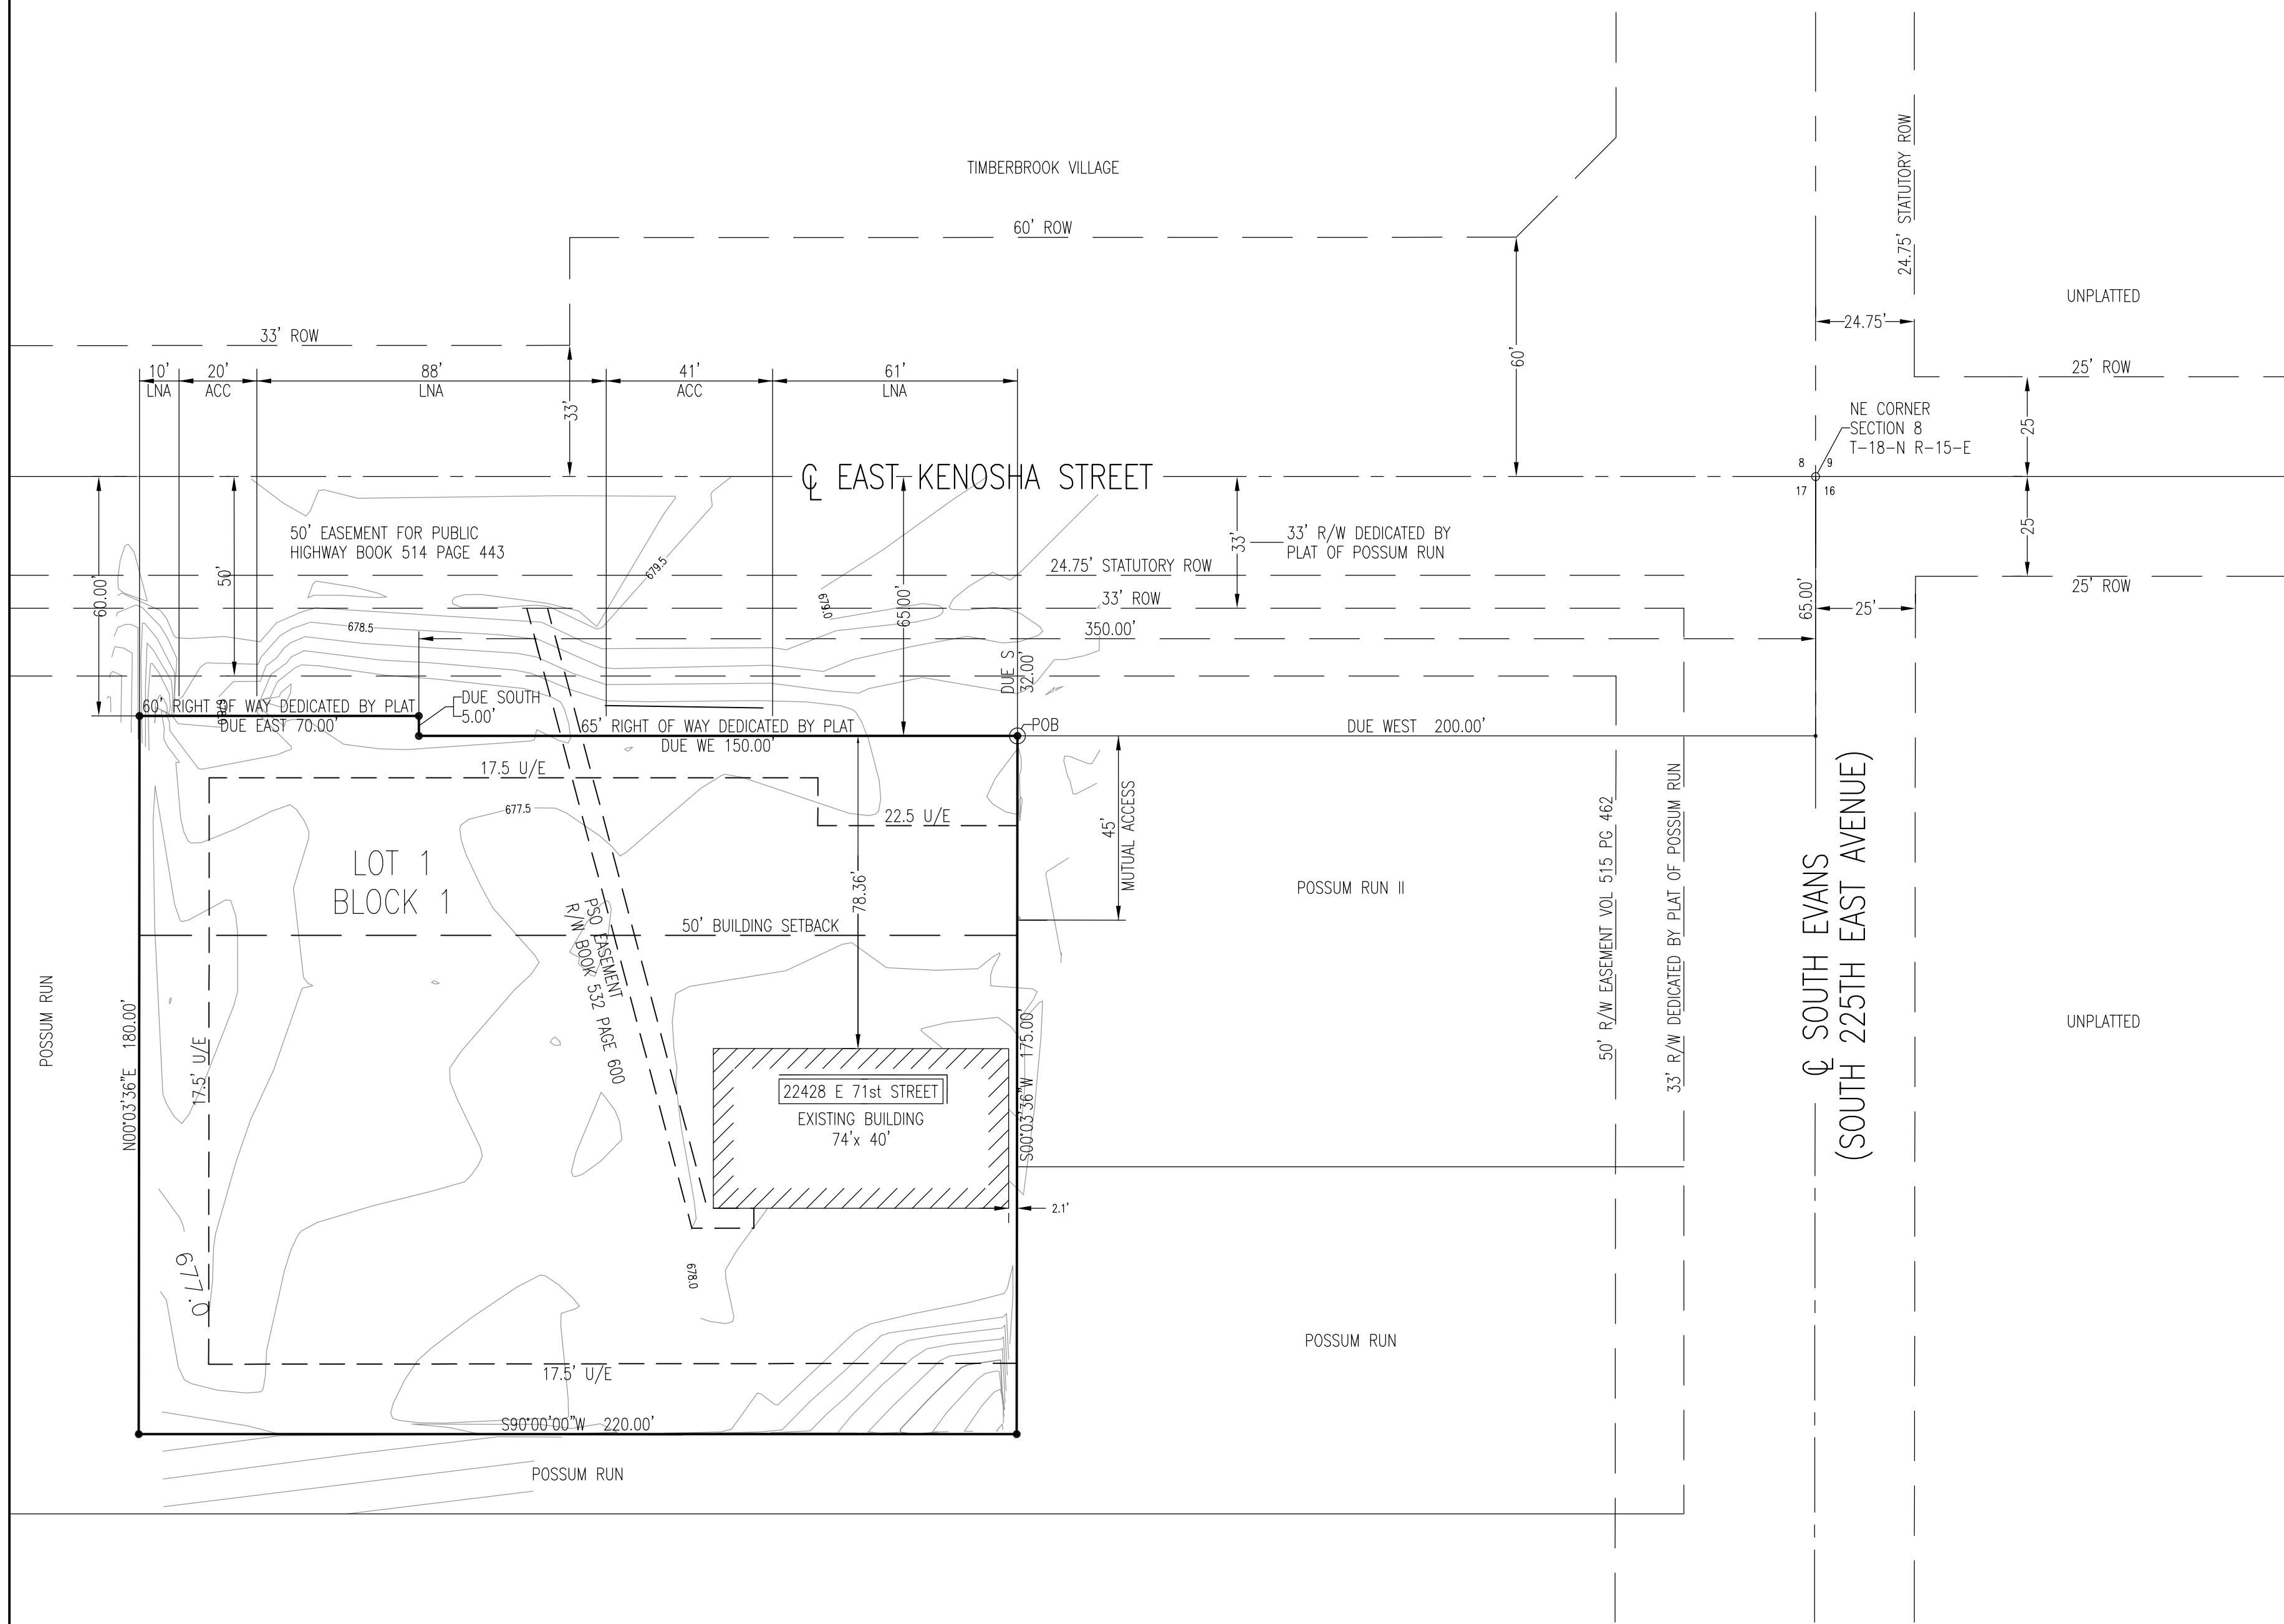 TIMBERBROOK VILLAGE
24.75' STATUTORY ROW
60' ROW
UNPLATTED
24.75'
33' ROW
60'
25' ROW
10'
LNA
20'
ACC
88'
LNA
41'
ACC
61'
LNA
33'
25
NE CORNER
SECTION 8
T-18-N R-15-E
8 9
17 16
℄ EAST KENOSHA STREET
50' EASEMENT FOR PUBLIC
HIGHWAY BOOK 514 PAGE 443
33'
33' R/W DEDICATED BY
PLAT OF POSSUM RUN
25
60.00'
50'
679.5
679.0
65.00'
24.75' STATUTORY ROW
33' ROW
65.00'
25'
25' ROW
678.5
350.00'
DUE S
32.00'
60' RIGHT OF WAY DEDICATED BY PLAT
DUE EAST 70.00'
678.0
DUE SOUTH
5.00'
65' RIGHT OF WAY DEDICATED BY PLAT
DUE WE 150.00'
POB
DUE WEST 200.00'
17.5 U/E
677.5
22.5 U/E
45'
MUTUAL ACCESS
LOT 1
BLOCK 1
78.36'
POSSUM RUN II
50' R/W EASEMENT VOL 515 PG 462
33' R/W DEDICATED BY PLAT OF POSSUM RUN
℄ SOUTH EVANS
(SOUTH 225TH EAST AVENUE)
50' BUILDING SETBACK
PSO EASEMENT
R/W BOOK 532 PAGE 600
POSSUM RUN
N00°03'36"E 180.00'
17.5' U/E
S00°03'36"W 175.00'
UNPLATTED
22428 E 71st STREET
EXISTING BUILDING
74'x 40'
2.1'
677.0
678.0
POSSUM RUN
17.5' U/E
S90°00'00"W 220.00'
POSSUM RUN